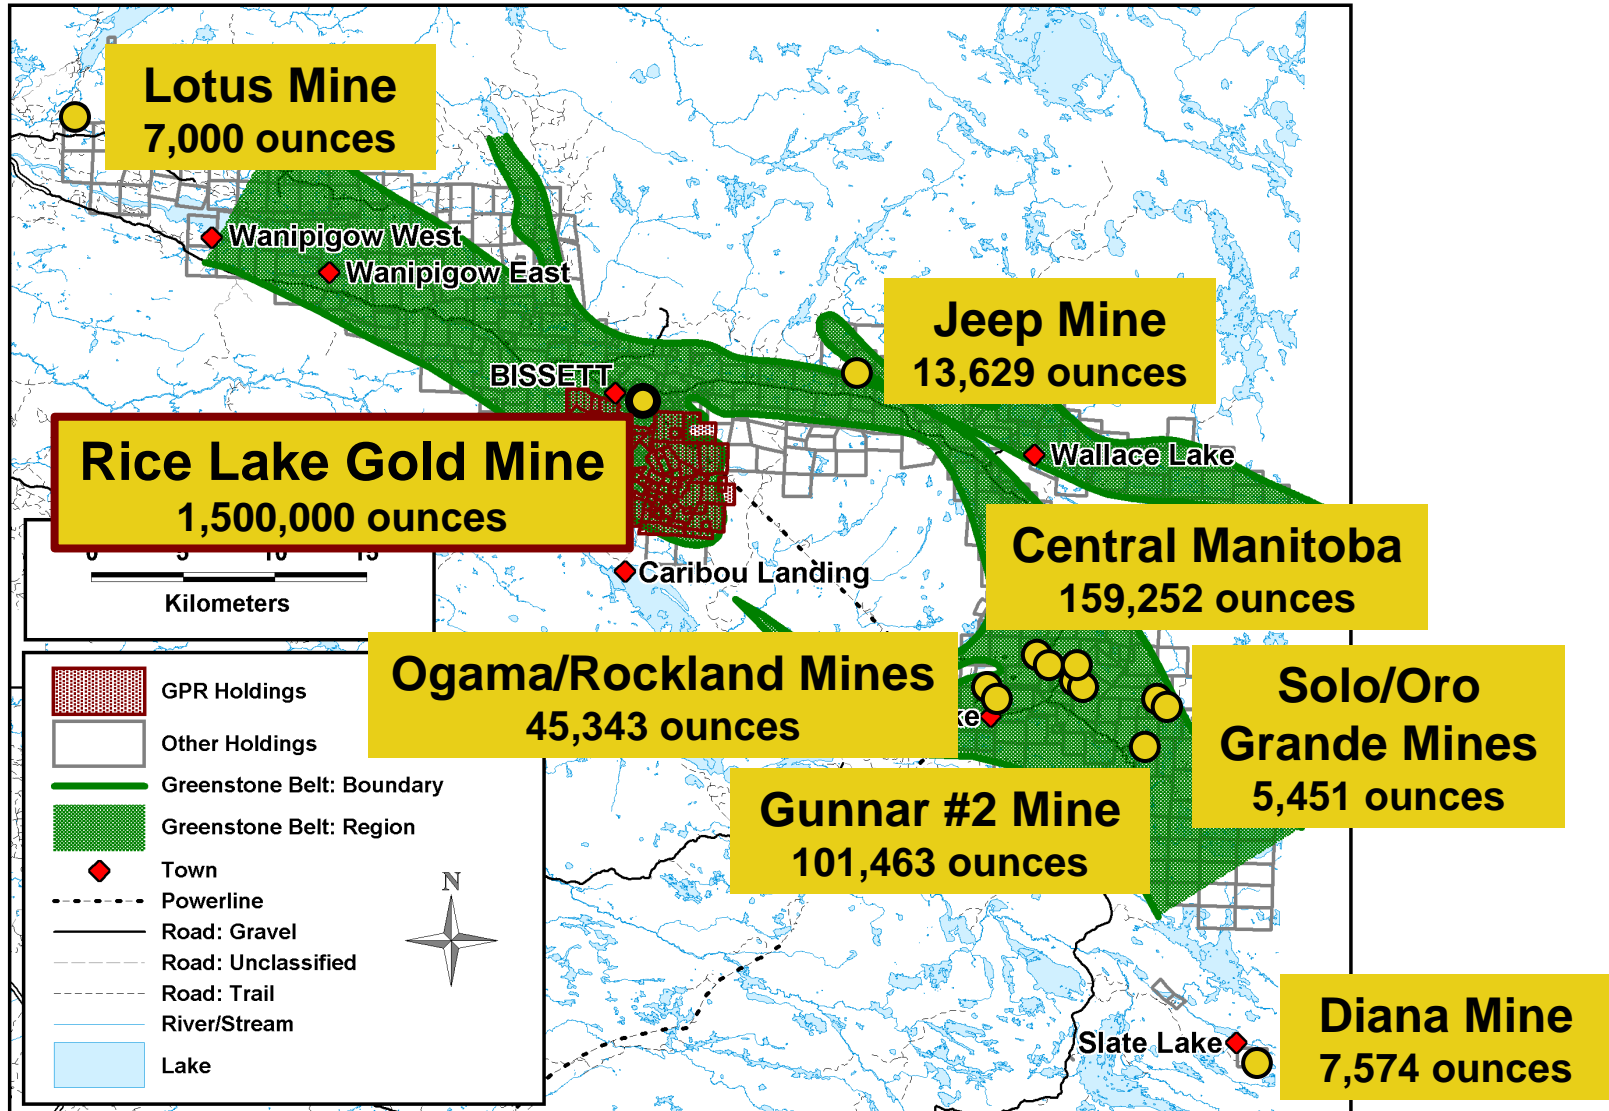 Lotus Mine
7,000 ounces
Wanipigow West
Wanipigow East
Jeep Mine
13,629 ounces
BISSETT
Rice Lake Gold Mine
1,500,000 ounces
Wallace Lake
Central Manitoba
159,252 ounces
0 5 10 15
Kilometers
Caribou Landing
Ogama/Rockland Mines
45,343 ounces
Solo/Oro
Grande Mines
5,451 ounces
Gunnar #2 Mine
101,463 ounces
GPR Holdings
Other Holdings
Greenstone Belt: Boundary
Greenstone Belt: Region
Town
Powerline
Road: Gravel
Road: Unclassified
Road: Trail
River/Stream
Lake
N
Slate Lake
Diana Mine
7,574 ounces